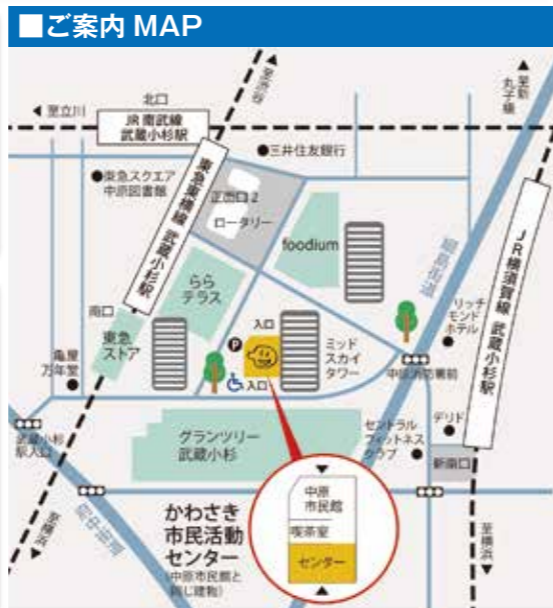 ■ご案内 MAP
至渋谷
至新
丸子橋
北口
至立川
JR 南武線
武蔵小杉駅
三井住友銀行
東急スクエア
中原図書館
東急東横線 武蔵小杉駅
正面口 2
ロータリー
foodium
綱島街道
JR横須賀線 武蔵小杉駅
ららテラス
リッチ
モンド
ホテル
南口
東急
ストア
P
入口
ミッド
スカイ
タワー
亀屋
万年堂
入口
中原消防署前
デリド
武蔵小杉
駅入口
グランツリー
武蔵小杉
セントラル
フィットネス
クラブ
新南口
府中街道
中原
市民館
喫茶室
センター
かわさき
市民活動
センター
(中原市民館と
同じ建物)
至横浜
至横浜